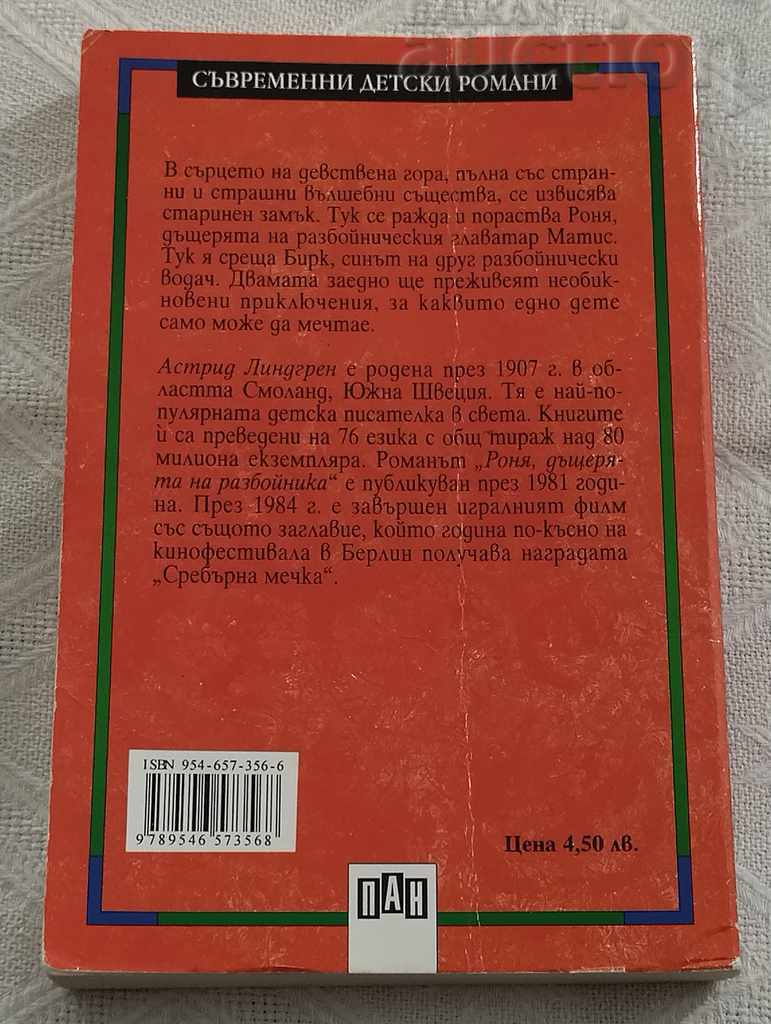 auction
СЪВРЕМЕННИ ДЕТСКИ РОМАНИ
В сърцето на девствена гора, пълна със стран-
ни и страшни вълшебни същества, се извисява
старинен замък. Тук се ражда и пораства Роня,
дъщерята на разбойническия главатар Матис.
Тук я среща Бирк, синът на друг разбойнически
водач. Двамата заедно ще преживеят необик-
новени приключения, за каквито едно дете
само може да мечтае.
Астрид Линдгрен е родена през 1907 г. в об-
ластта Смоланд, Южна Швеция. Тя е най-по-
пулярната детска писателка в света. Книгите
ѝ са преведени на 76 езика с общ тираж над 80
милиона екземпляра. Романът „Роня, дъщеря-
та на разбойника“ е публикуван през 1981 годи-
на. През 1984 г. е завършен игралният филм
със същото заглавие, който година по-късно на
кинофестивала в Берлин получава наградата
„Сребърна мечка“.
ISBN 954-657-356-6
9789546573568
Цена 4,50 лв.
ПАН